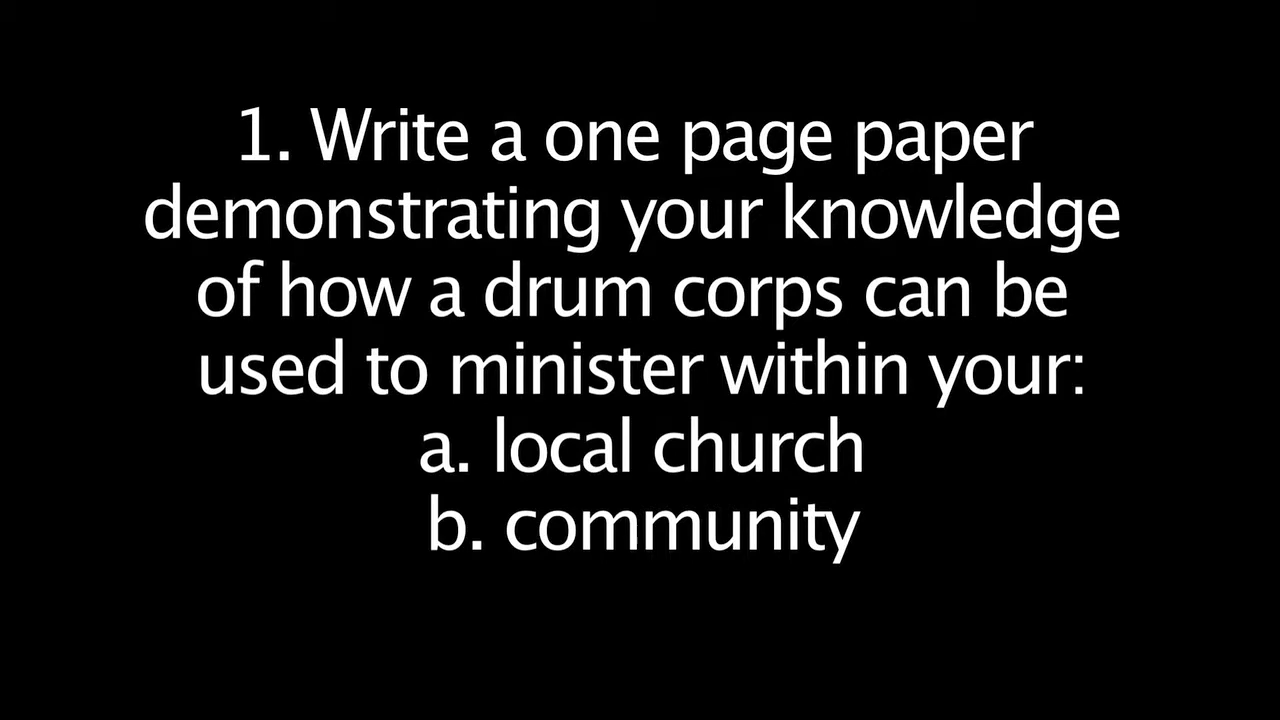 1. Write a one page paper
demonstrating your knowledge
of how a drum corps can be
used to minister within your:
a. local church
b. community